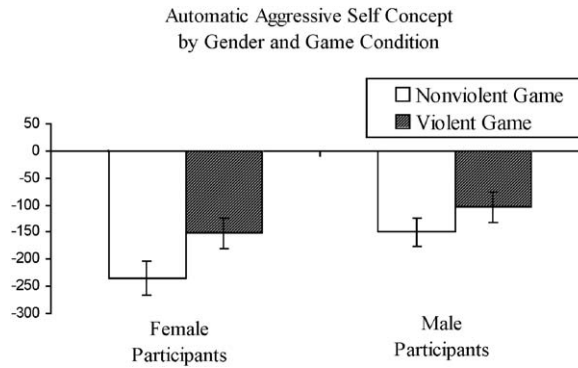 Automatic Aggressive Self Concept
by Gender and Game Condition
Nonviolent Game
Violent Game
50
0
-50
-100
-150
-200
-250
-300
Female
Participants
Male
Participants